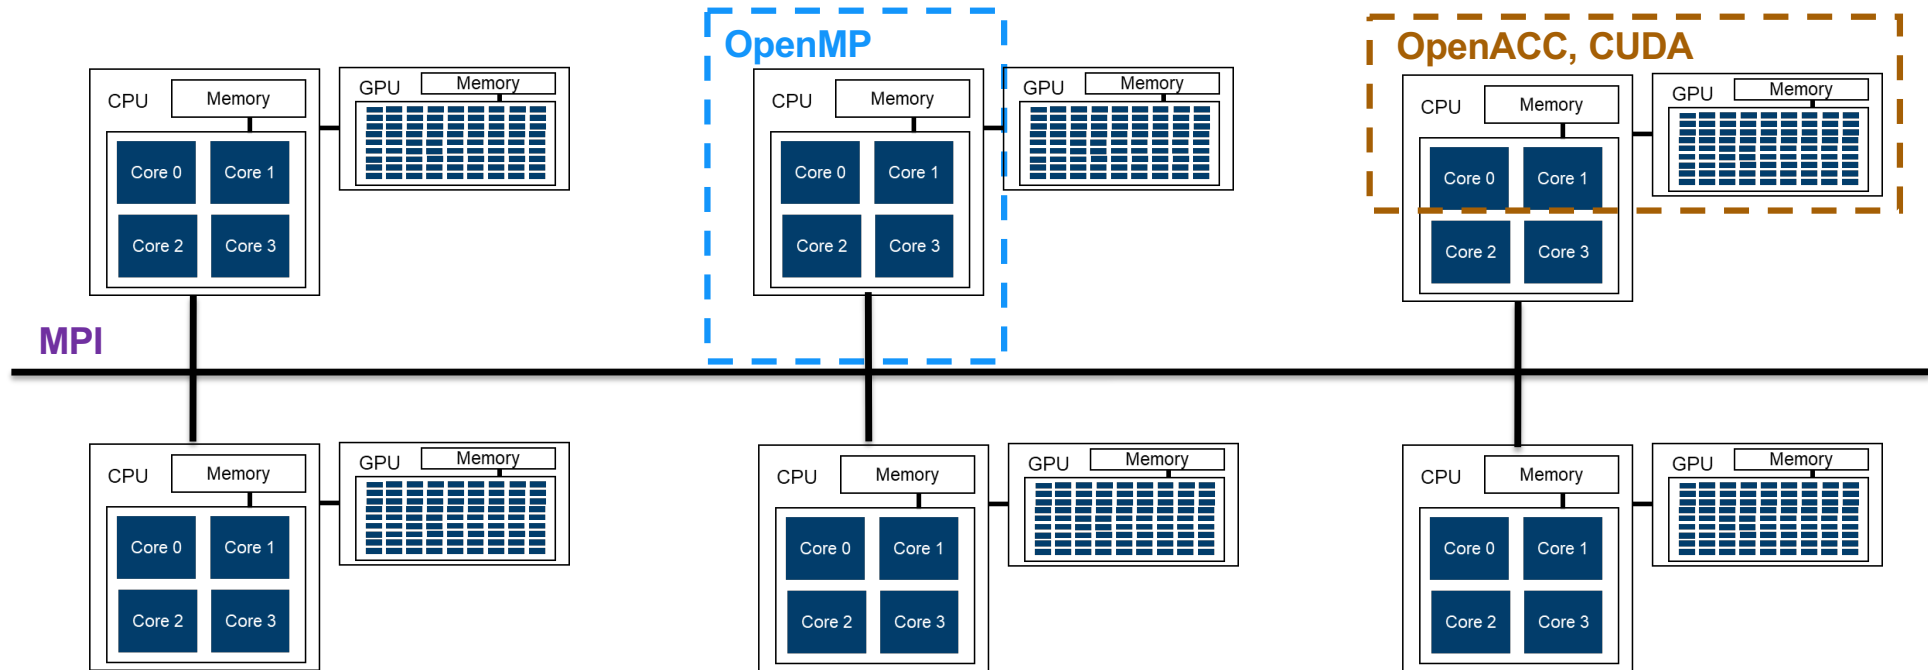 OpenMP
OpenACC, CUDA
CPU
Memory
GPU
Memory
Core 0
Core 1
Core 2
Core 3
CPU
Memory
GPU
Memory
Core 0
Core 1
Core 2
Core 3
CPU
Memory
GPU
Memory
Core 0
Core 1
Core 2
Core 3
MPI
CPU
Memory
GPU
Memory
Core 0
Core 1
Core 2
Core 3
CPU
Memory
GPU
Memory
Core 0
Core 1
Core 2
Core 3
CPU
Memory
GPU
Memory
Core 0
Core 1
Core 2
Core 3